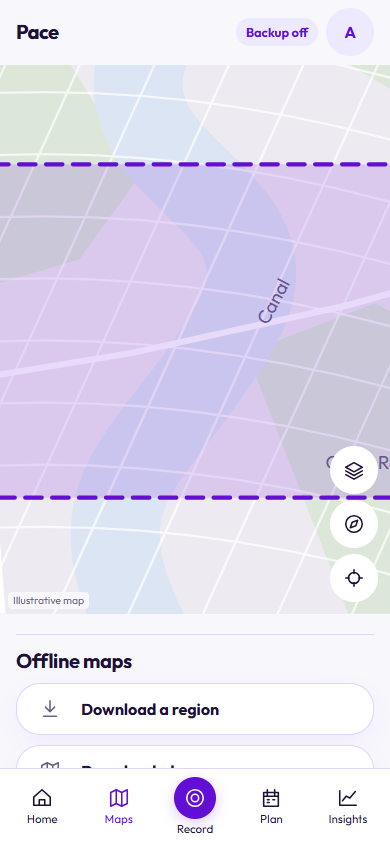 Pace
Backup off
A
Canal
Illustrative map
Offline maps
Download a region
Home
Maps
Record
Plan
Insights